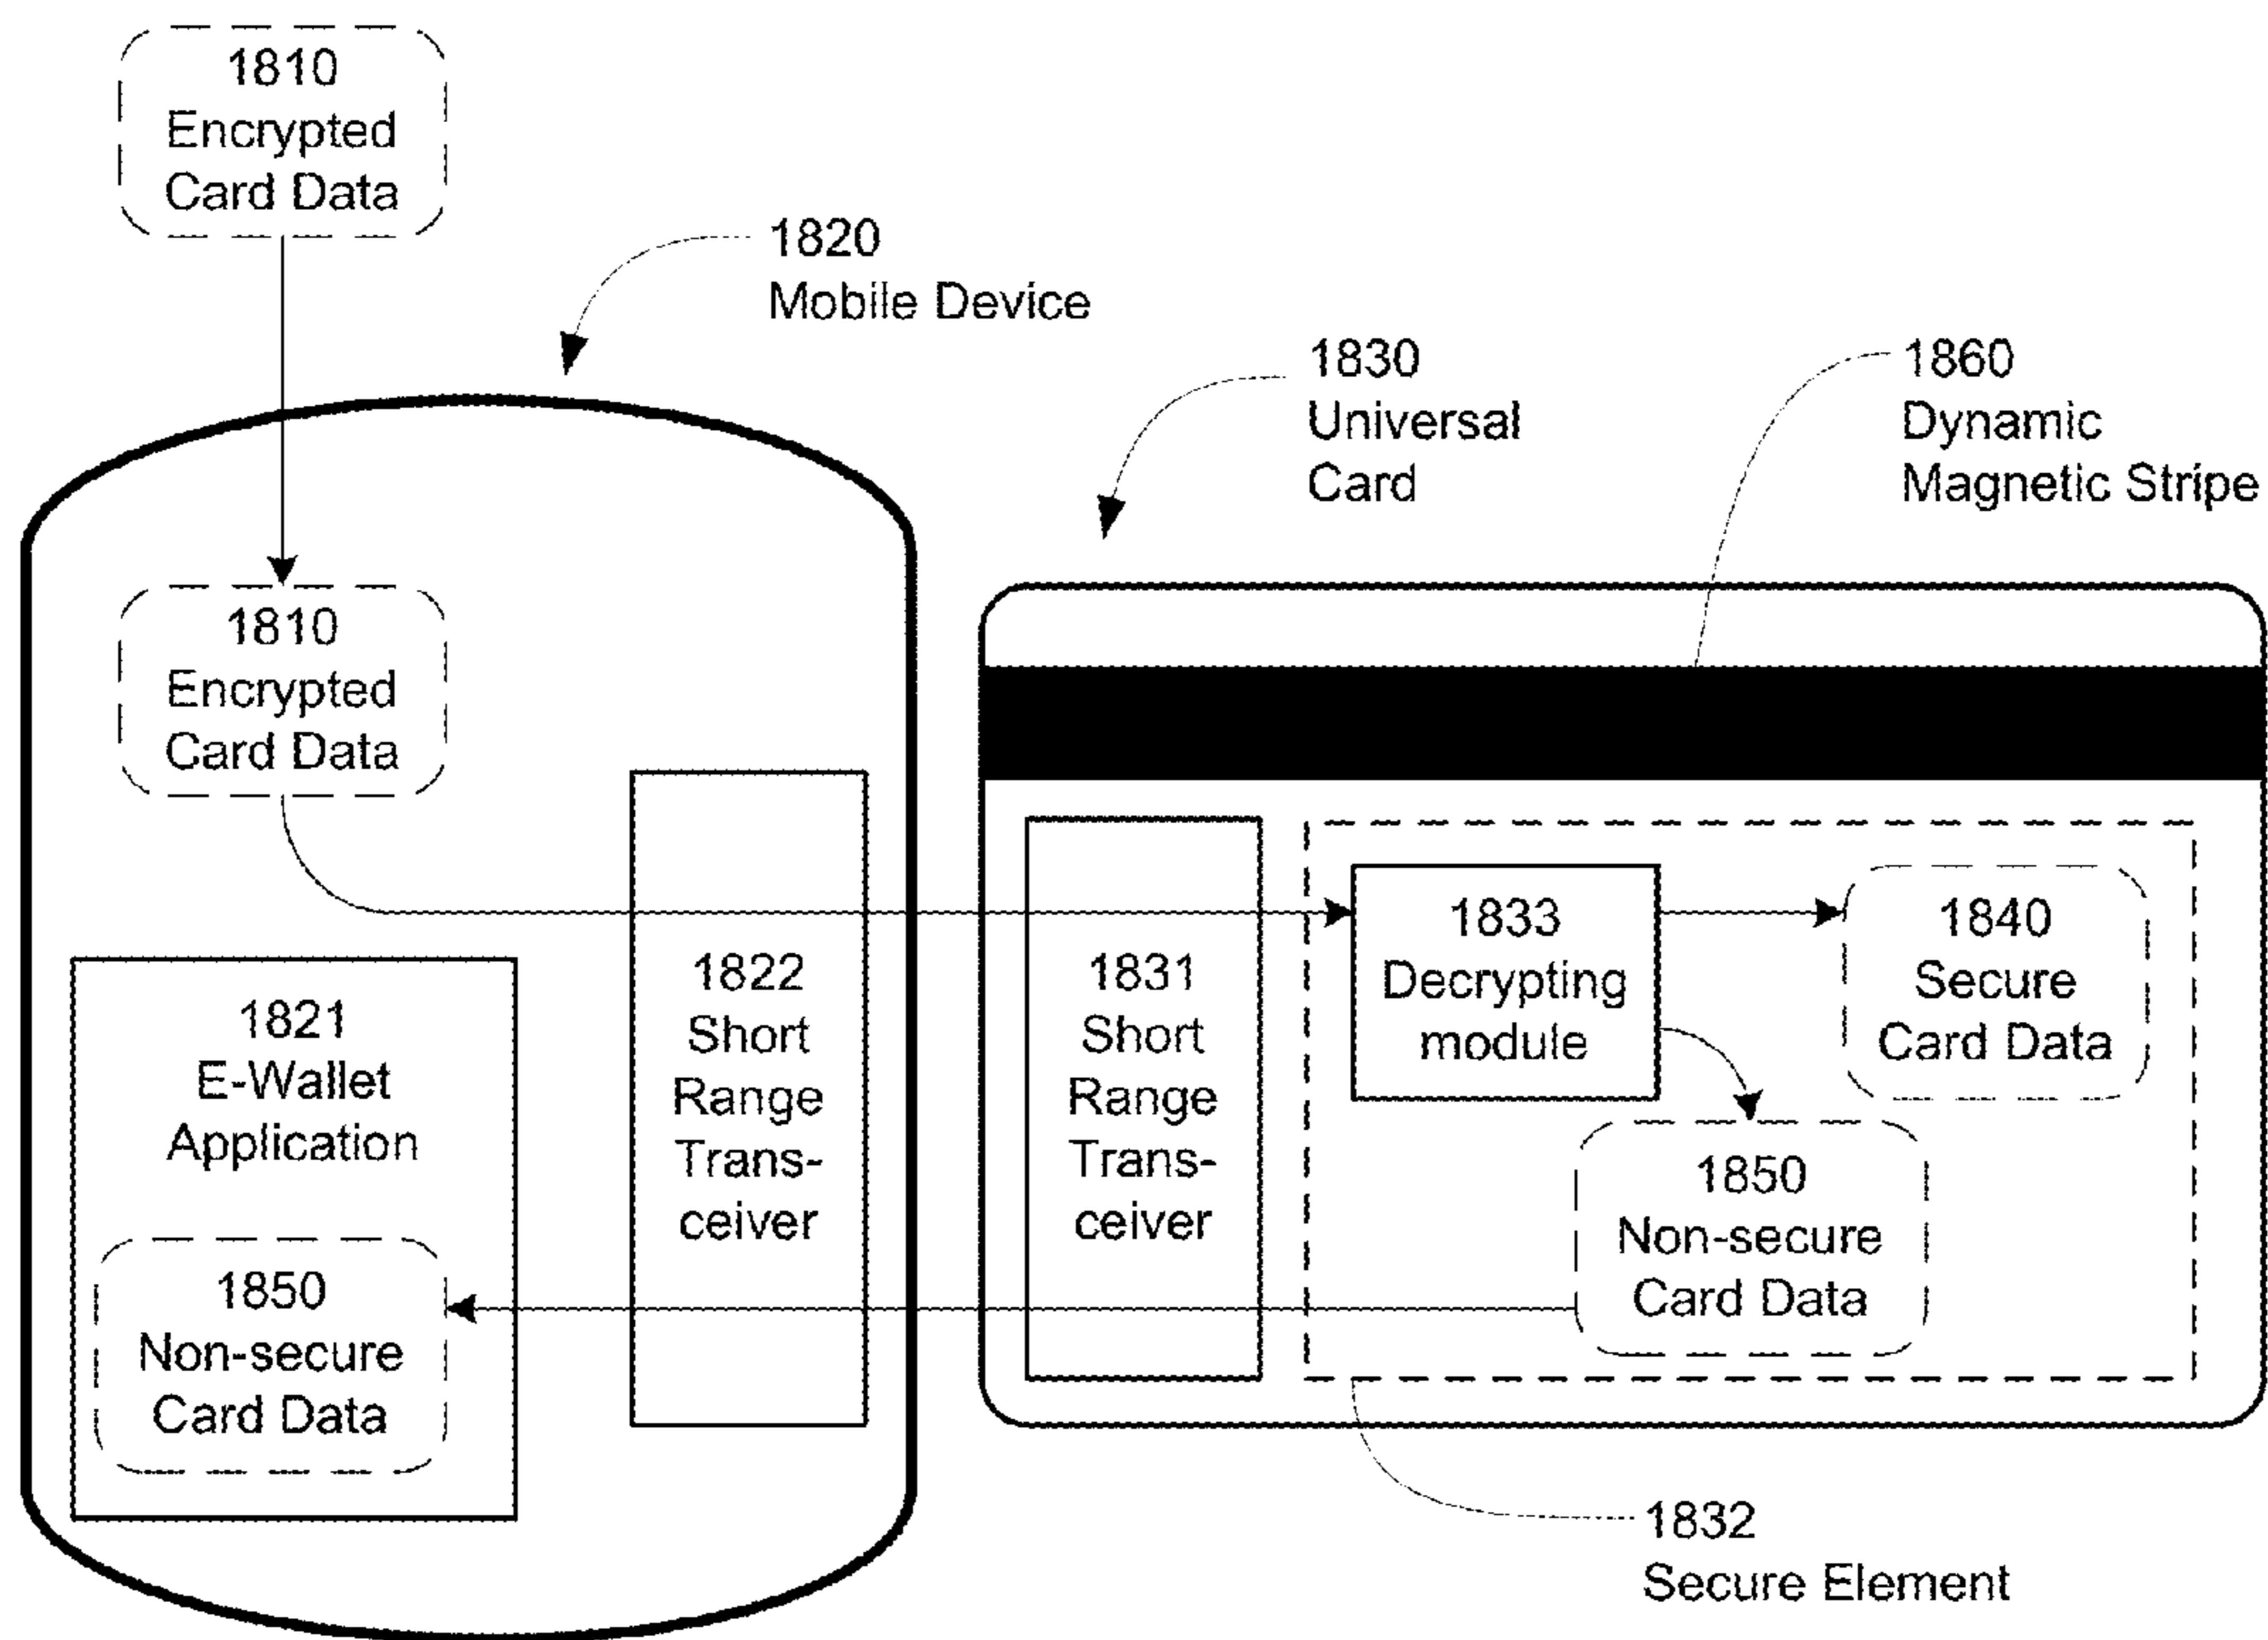 1810
Encrypted
Card Data
1820
Mobile Device
1830
Universal
Card
1860
Dynamic
Magnetic Stripe
1810
Encrypted
Card Data
1821
E-Wallet
Application
1850
Non-secure
Card Data
1822
Short
Range
Trans-
ceiver
1831
Short
Range
Trans-
ceiver
1833
Decrypting
module
1840
Secure
Card Data
1850
Non-secure
Card Data
1832
Secure Element